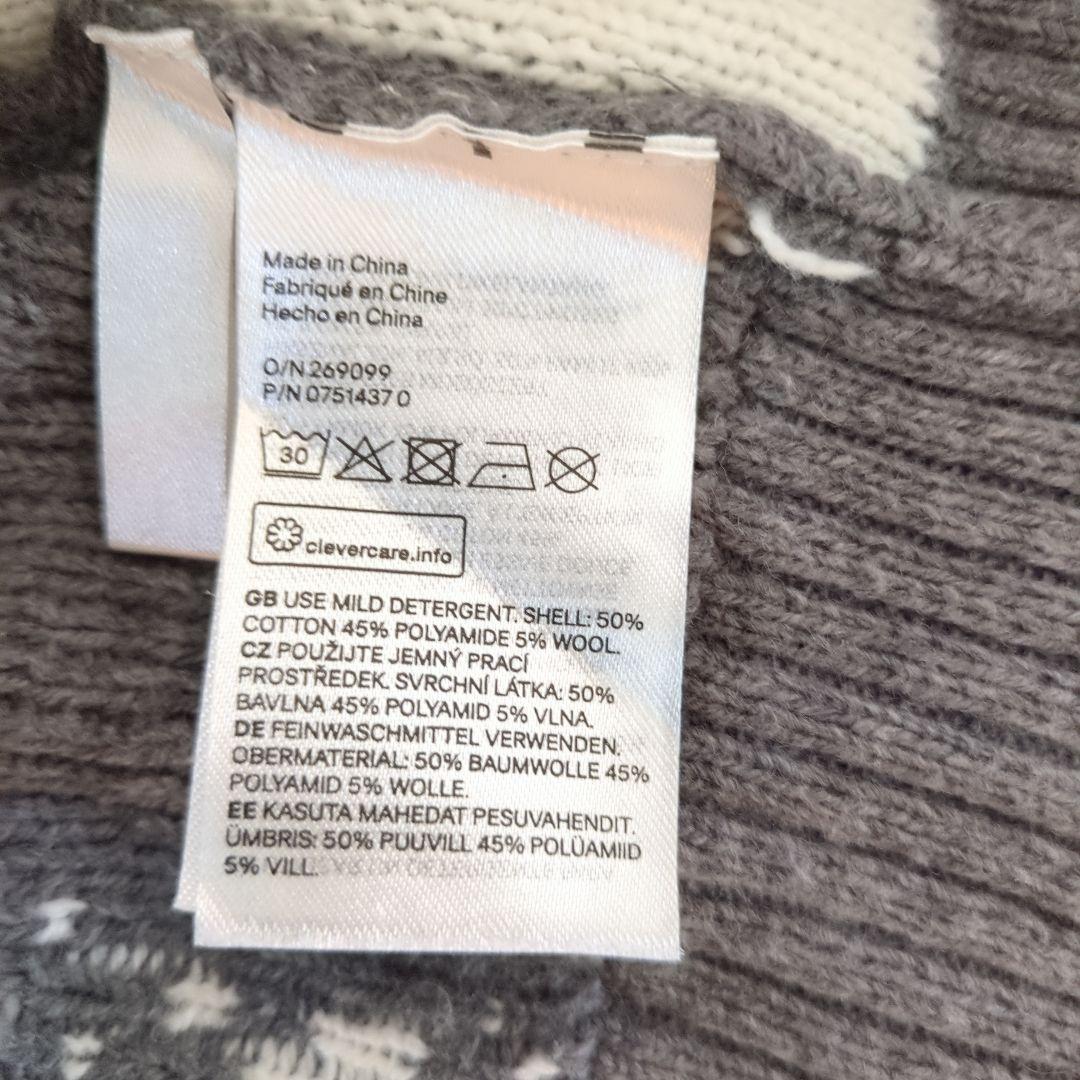 Made in China
Fabriqué en Chine
Hecho en China
O/N 269099
P/N 0751437 0
30
clevercare.info
GB USE MILD DETERGENT. SHELL: 50%
COTTON 45% POLYAMIDE 5% WOOL.
CZ POUŽIJTE JEMNÝ PRACÍ
PROSTŘEDEK. SVRCHNÍ LÁTKA: 50%
BAVLNA 45% POLYAMID 5% VLNA.
DE FEINWASCHMITTEL VERWENDEN.
OBERMATERIAL: 50% BAUMWOLLE 45%
POLYAMID 5% WOLLE.
EE KASUTA MAHEDAT PESUVAHENDIT.
ÜMBRIS: 50% PUUVILL 45% POLÜAMIID
5% VILL.